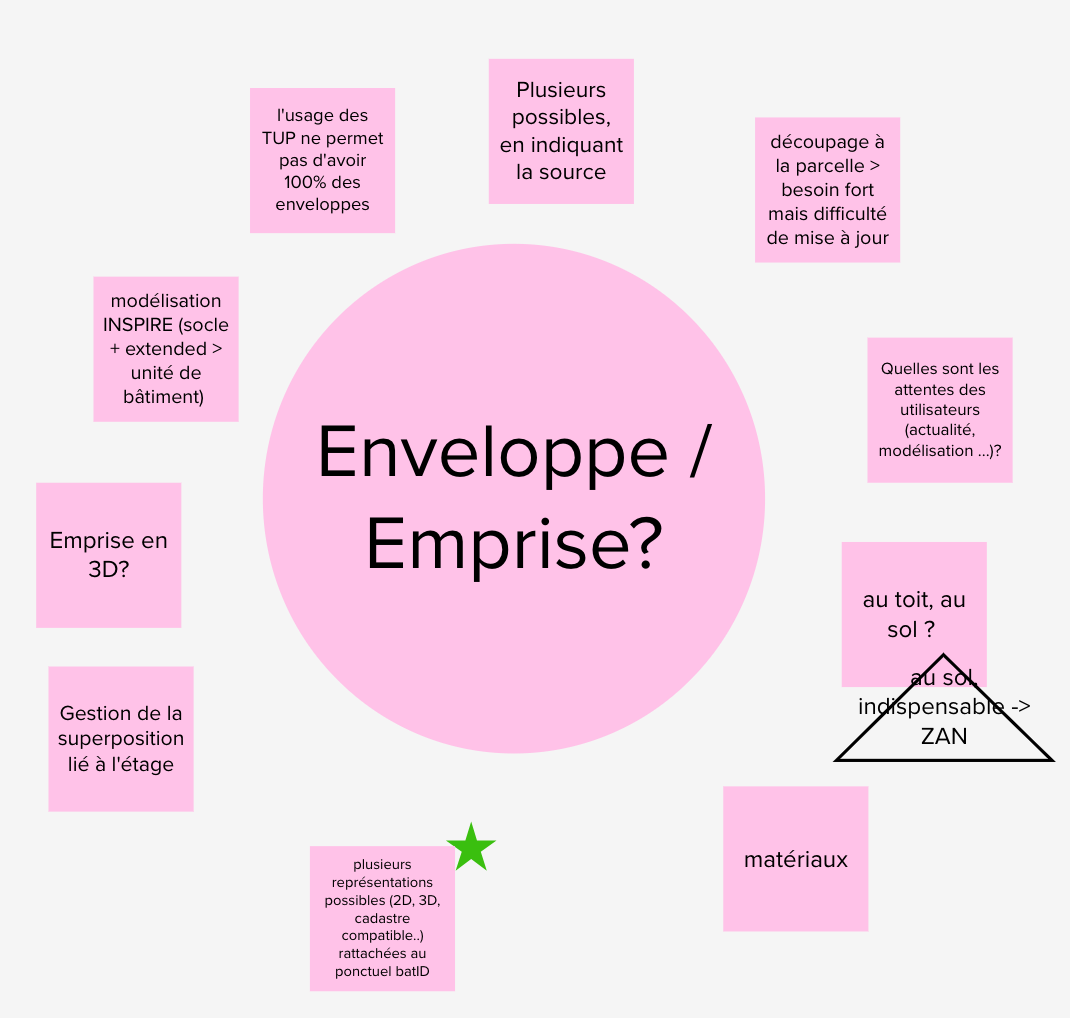 Plusieurs
possibles,
en indiquant
la source
l'usage des
TUP ne permet
pas d'avoir
100% des
enveloppes
découpage à
la parcelle >
besoin fort
mais difficulté
de mise à jour
modélisation
INSPIRE (socle
+ extended >
unité de
bâtiment)
Quelles sont les
attentes des
utilisateurs
(actualité,
modélisation ...)?
Enveloppe /
Emprise?
Emprise en
3D?
au toit, au
sol ?
au sol,
indispensable ->
ZAN
Gestion de la
superposition
lié à l'étage
matériaux
plusieurs
représentations
possibles (2D, 3D,
cadastre
compatible..)
rattachées au
ponctuel batID